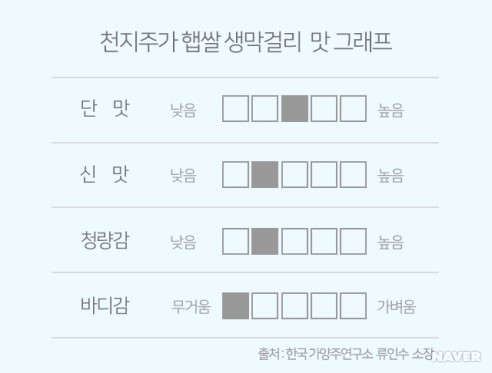 천지주가 햅쌀 생막걸리 맛 그래프
단 맛 낮음 높음
신 맛 낮음 높음
청량감 낮음 높음
바디감 무거움 가벼움
출처 : 한국가양주연구소 류인수 소장
NAVER